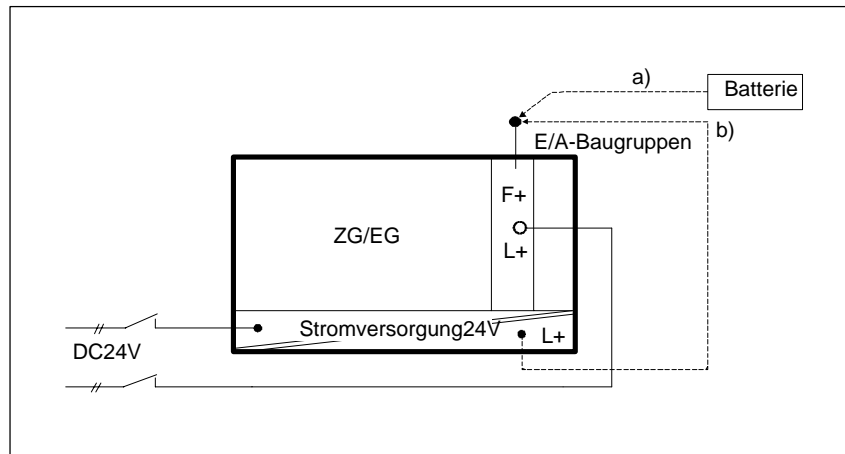 a)
Batterie
b)
E/A-Baugruppen
F+
ZG/EG
L+
Stromversorgung24V
L+
DC24V